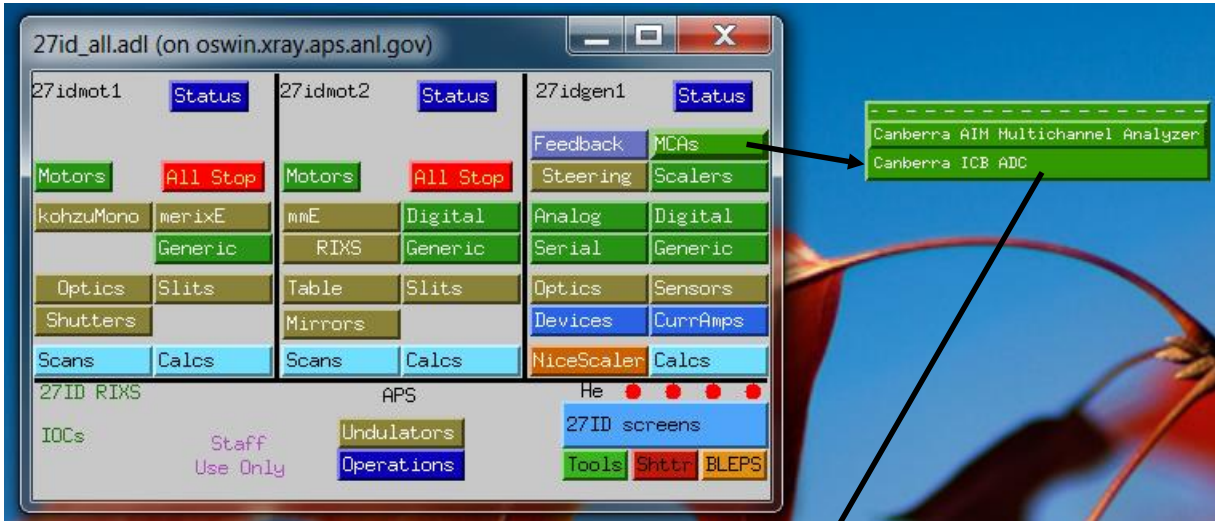 27id_all.adl (on oswin.xray.aps.anl.gov)
27idmot1 Status 27idmot2 Status 27idgen1 Status
Feedback MCAs
Motors All Stop Motors All Stop Steering Scalers
kohzuMono merixE mmE Digital Analog Digital
Generic RIXS Generic Serial Generic
Optics Slits Table Slits Optics Sensors
Shutters Mirrors Devices CurrAmps
Scans Calcs Scans Calcs NiceScaler Calcs
27ID RIXS APS He
IOCs Staff Use Only Undulators 27ID screens
Operations Tools Shttr BLEPS
Canberra AIM Multichannel Analyzer
Canberra ICB ADC